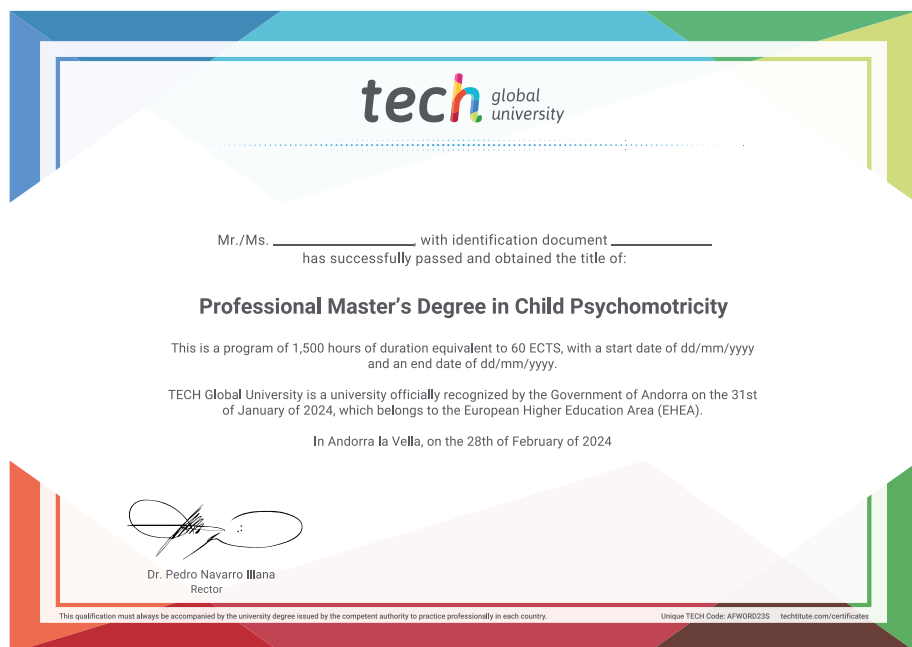 tech global university
Mr./Ms. ____________________, with identification document ______________
has successfully passed and obtained the title of:
Professional Master's Degree in Child Psychomotricity
This is a program of 1,500 hours of duration equivalent to 60 ECTS, with a start date of dd/mm/yyyy
and an end date of dd/mm/yyyy.
TECH Global University is a university officially recognized by the Government of Andorra on the 31st
of January of 2024, which belongs to the European Higher Education Area (EHEA).
In Andorra la Vella, on the 28th of February of 2024
Dr. Pedro Navarro Illana
Rector
This qualification must always be accompanied by the university degree issued by the competent authority to practice professionally in each country.
Unique TECH Code: AFWORD23S techtitute.com/certificates